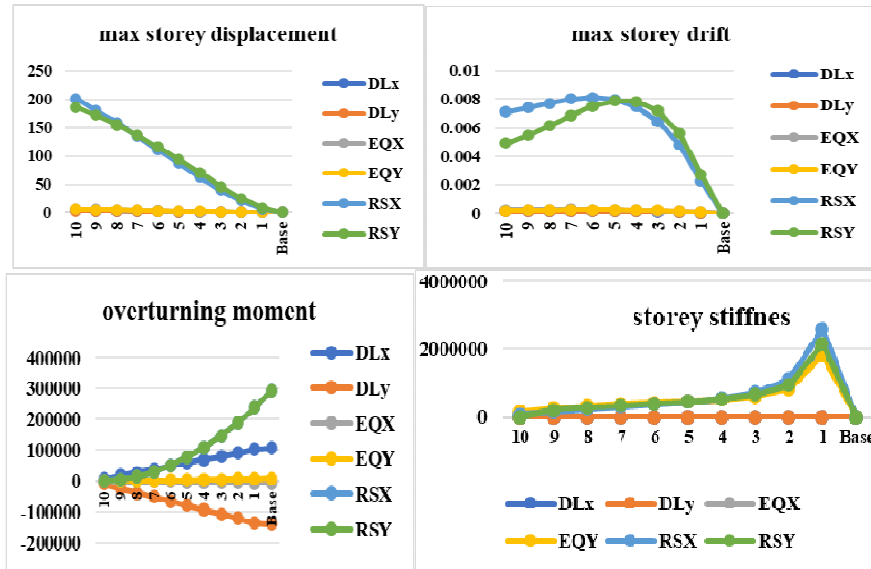 max storey displacement
250
200
150
100
50
0
10 9 8 7 6 5 4 3 2 1 Base
DLx
DLy
EQX
EQY
RSX
RSY
max storey drift
0.01
0.008
0.006
0.004
0.002
0
10 9 8 7 6 5 4 3 2 1 Base
DLx
DLy
EQX
EQY
RSX
RSY
overturning moment
400000
300000
200000
100000
0
-100000
-200000
10 9 8 7 6 5 4 3 2 1 Base
DLx
DLy
EQX
EQY
RSX
RSY
storey stiffnes
4000000
2000000
0
10 9 8 7 6 5 4 3 2 1 Base
DLx DLy EQX
EQY RSX RSY